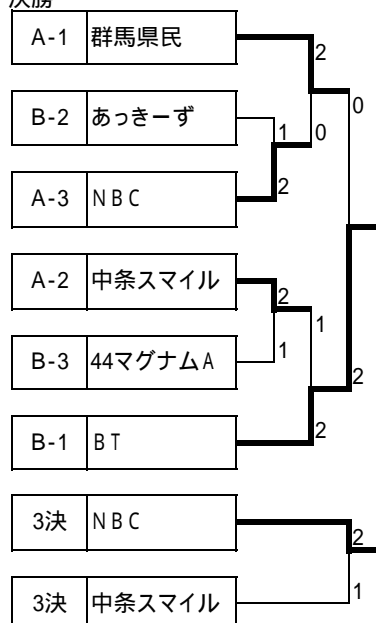 決勝
A-1 群馬県民
2
0
B-2 あっきーず
1 0
A-3 NBC
2
A-2 中条スマイル
2
1
B-3 44マグナムA
1
2
B-1 BT
2
3決 NBC
2
3決 中条スマイル
1